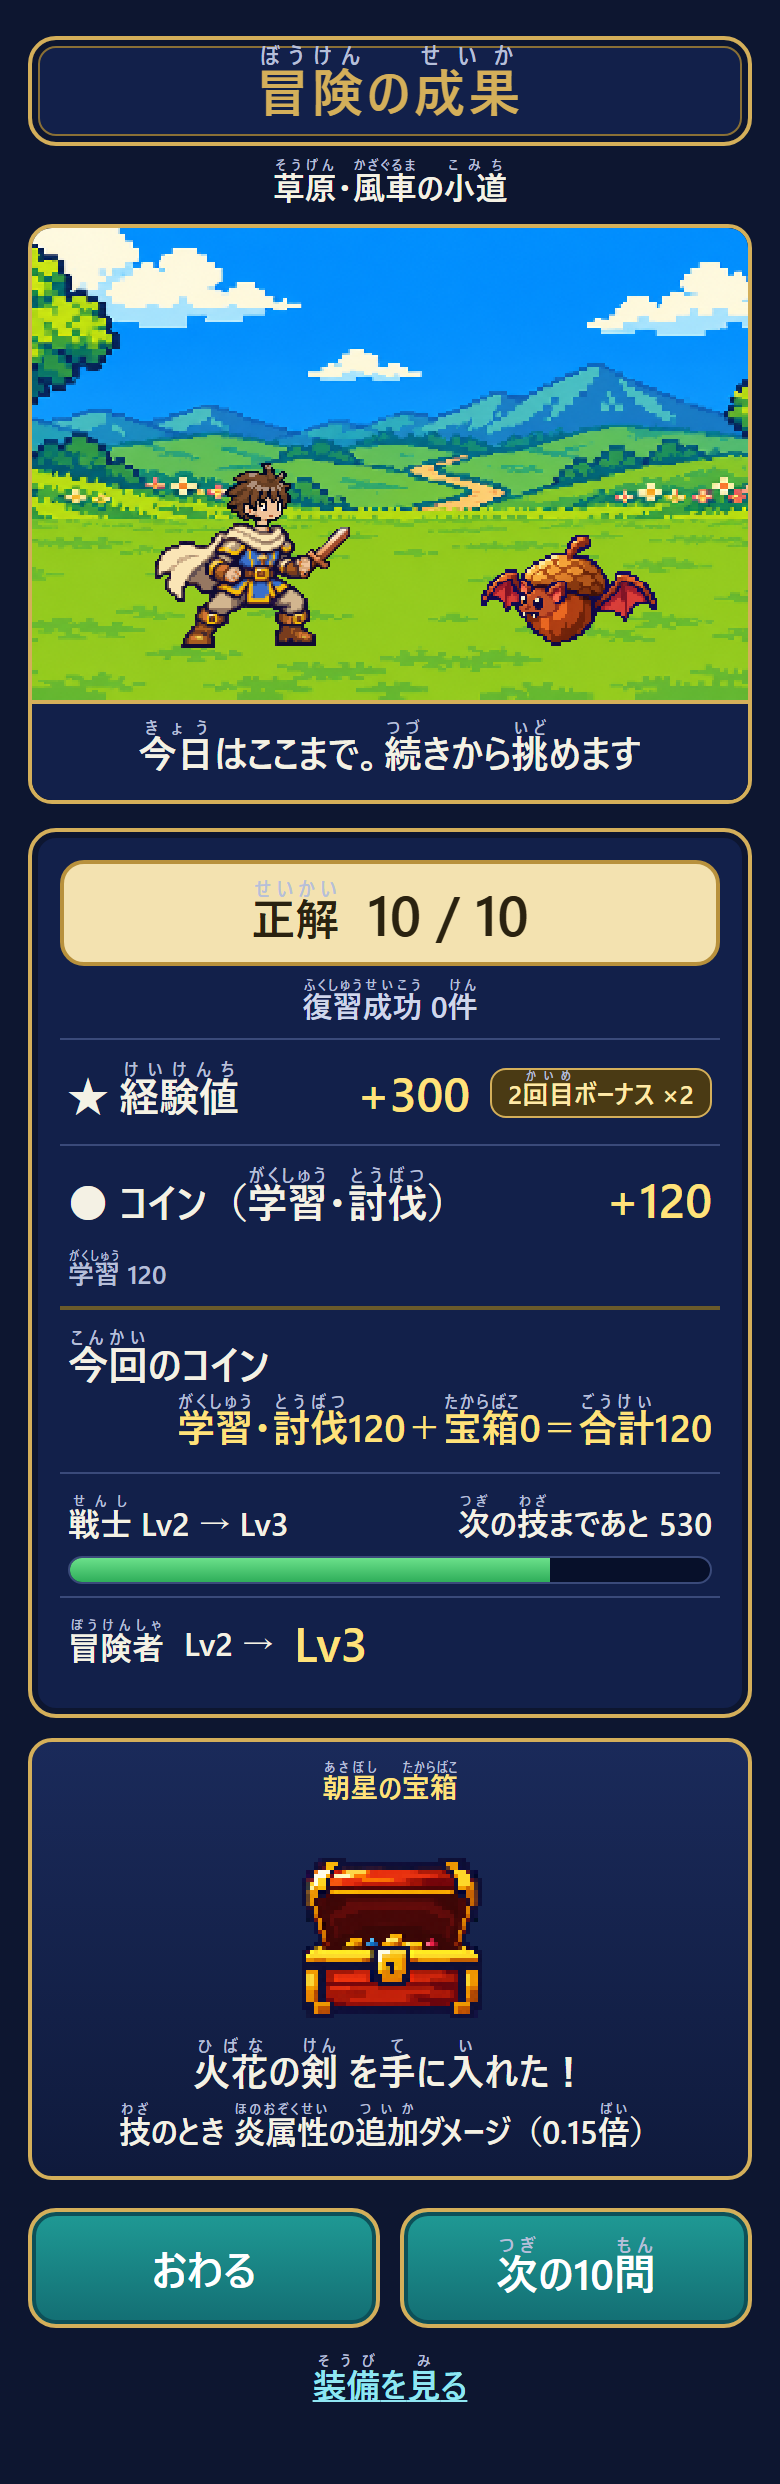 冒険の成果
草原・風車の小道
今日はここまで。続きから挑めます
正解 10 / 10
復習成功 0件
★ 経験値 +300 2回目ボーナス ×2
● コイン（学習・討伐） +120
学習 120
今回のコイン
学習・討伐120＋宝箱0＝合計120
戦士 Lv2 → Lv3 次の技まであと 530
冒険者 Lv2 → Lv3
朝星の宝箱
火花の剣 を手に入れた！
技のとき 炎属性の追加ダメージ（0.15倍）
おわる
次の10問
装備を見る